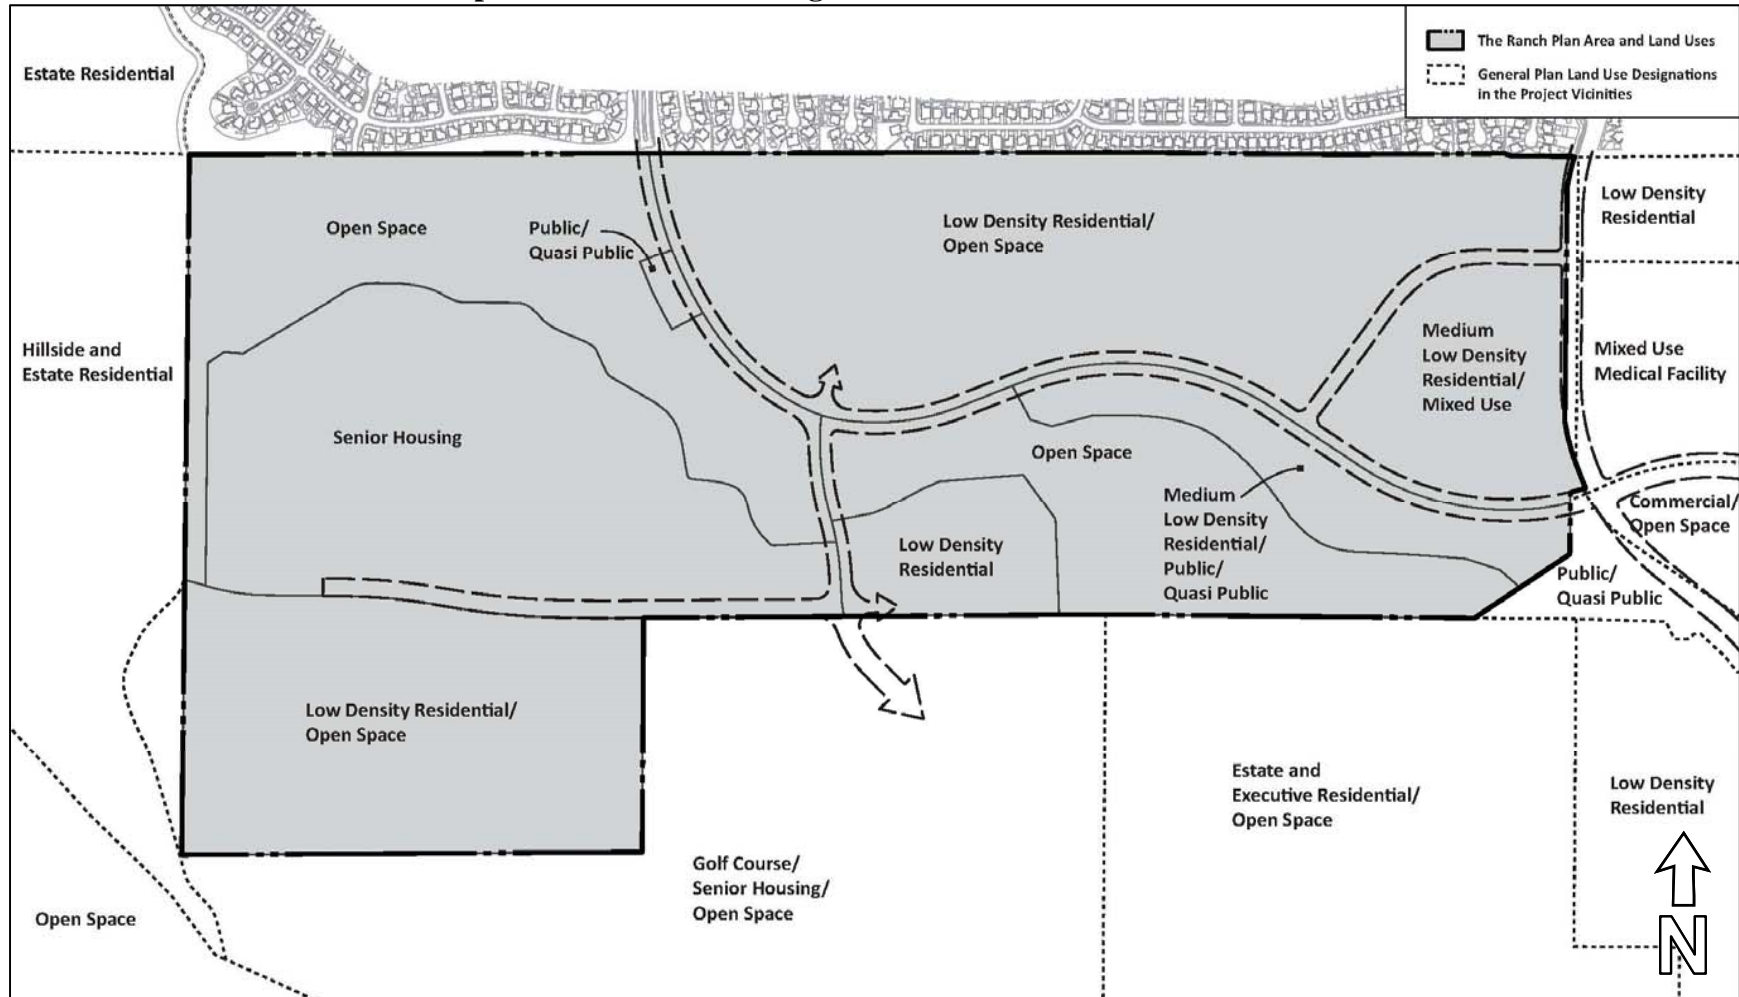 The Ranch Plan Area and Land Uses
General Plan Land Use Designations
in the Project Vicinities
Estate Residential
Low Density
Residential
Open Space
Public/
Quasi Public
Low Density Residential/
Open Space
Hillside and
Estate Residential
Medium
Low Density
Residential/
Mixed Use
Mixed Use
Medical Facility
Senior Housing
Open Space
Medium
Low Density
Residential/
Public/
Quasi Public
Commercial/
Open Space
Low Density
Residential
Public/
Quasi Public
Low Density Residential/
Open Space
Estate and
Executive Residential/
Open Space
Low Density
Residential
Golf Course/
Senior Housing/
Open Space
Open Space
N